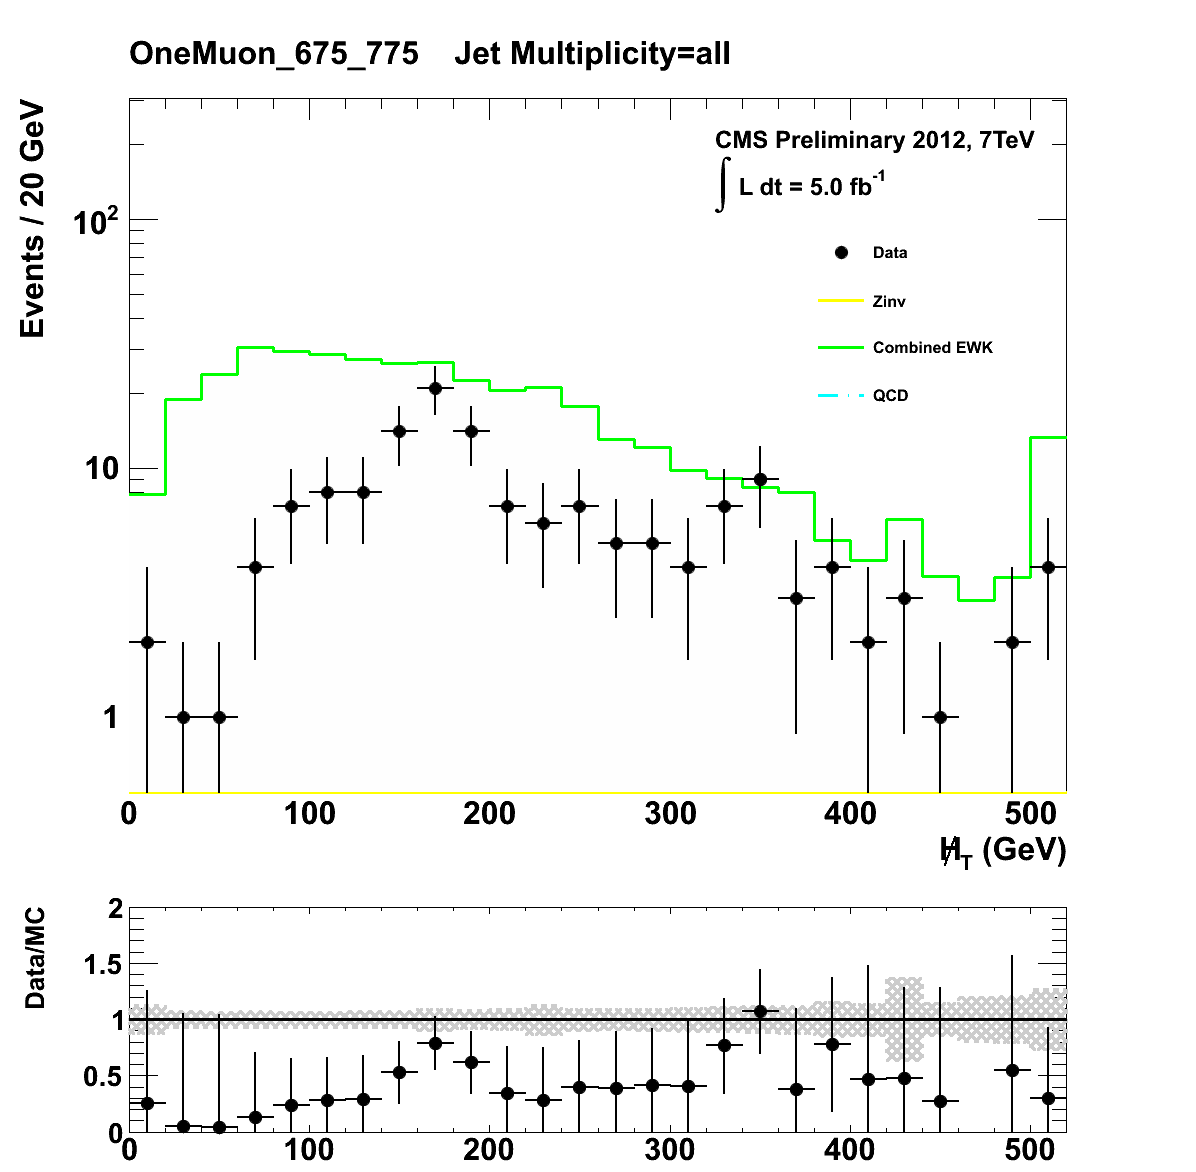 OneMuon_675_775 Jet Multiplicity=all
Events / 20 GeV
CMS Preliminary 2012, 7TeV
∫ L dt = 5.0 fb⁻¹
Data
Zinv
Combined EWK
QCD
10²
10
1
0 100 200 300 400 500
H̸_T (GeV)
Data/MC
2
1.5
1
0.5
0
0 100 200 300 400 500